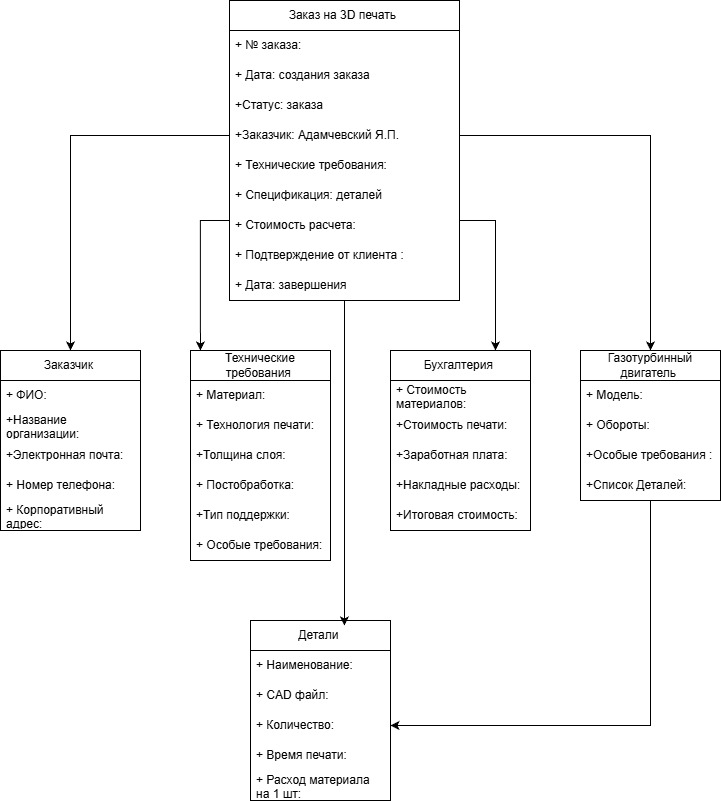 Заказ на 3D печать
+ № заказа:
+ Дата: создания заказа
+Статус: заказа
+Заказчик: Адамчевский Я.П.
+ Технические требования:
+ Спецификация: деталей
+ Стоимость расчета:
+ Подтверждение от клиента :
+ Дата: завершения
Заказчик
+ ФИО:
+Название
организации:
+Электронная почта:
+ Номер телефона:
+ Корпоративный
адрес:
Технические
требования
+ Материал:
+ Технология печати:
+Толщина слоя:
+ Постобработка:
+Тип поддержки:
+ Особые требования:
Бухгалтерия
+ Стоимость
материалов:
+Стоимость печати:
+Заработная плата:
+Накладные расходы:
+Итоговая стоимость:
Газотурбинный
двигатель
+ Модель:
+ Обороты:
+Особые требования :
+Список Деталей:
Детали
+ Наименование:
+ CAD файл:
+ Количество:
+ Время печати:
+ Расход материала
на 1 шт: